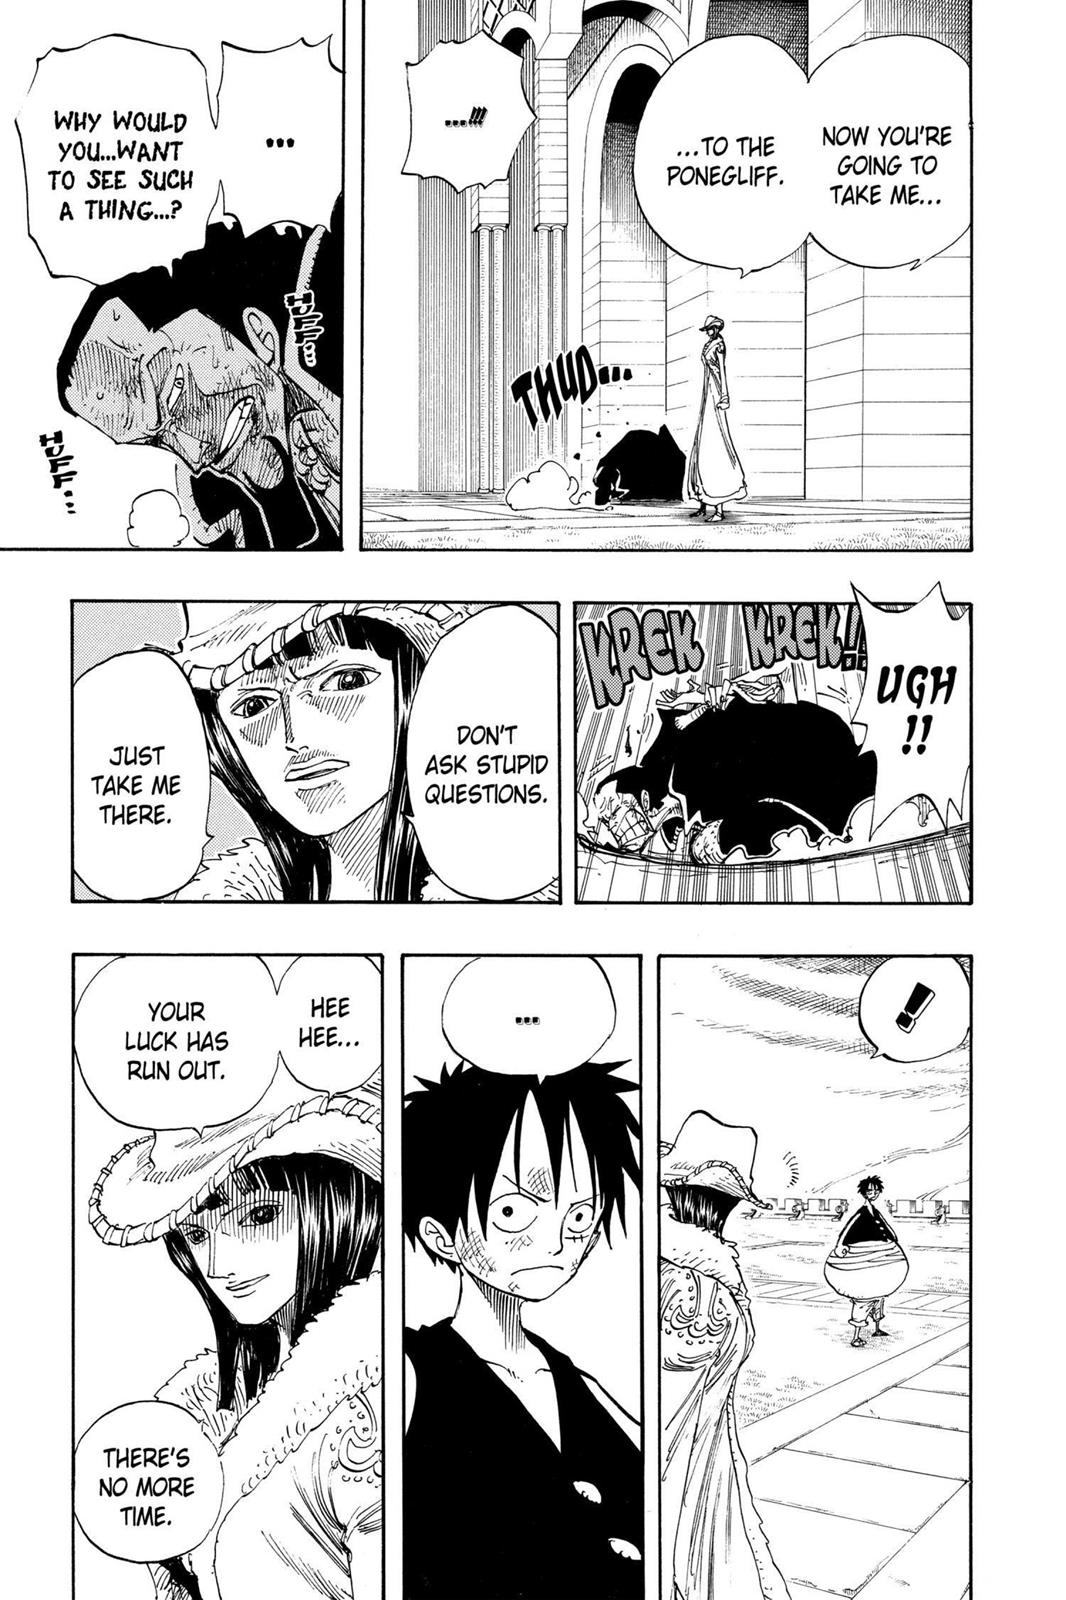 NOW YOU'RE
GOING TO
TAKE ME...
...TO THE
PONEGLIFF.
...!!!
THUD...
...
WHY WOULD
YOU...WANT
TO SEE SUCH
A THING...?
HUFF...
HUFF...
UGH
!!
KREK
KREK!!
DON'T
ASK STUPID
QUESTIONS.
JUST
TAKE ME
THERE.
!
...
HEE
HEE...
YOUR
LUCK HAS
RUN OUT.
THERE'S
NO MORE
TIME.